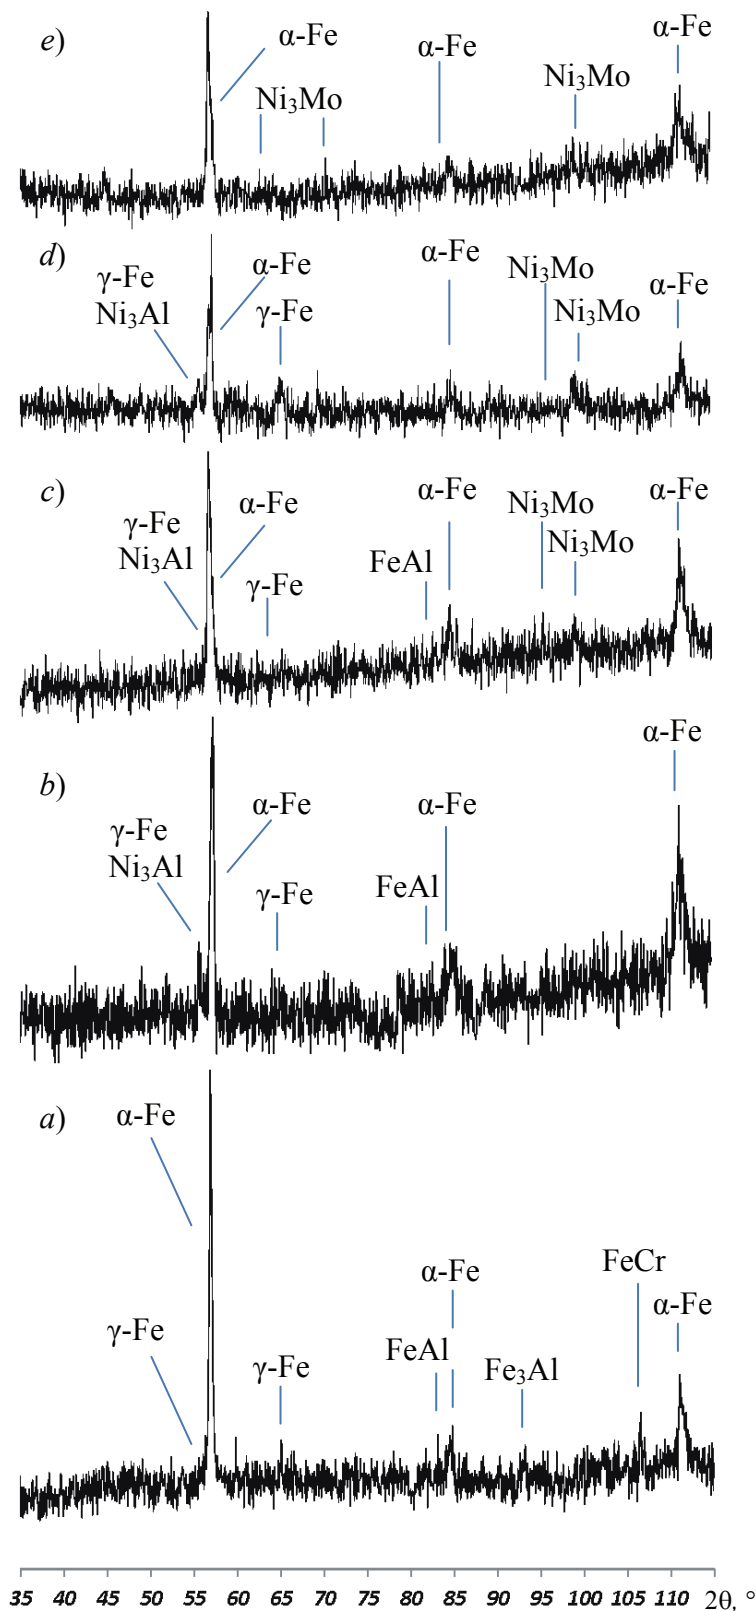 e) α-Fe α-Fe α-Fe
Ni₃Mo Ni₃Mo
d) α-Fe α-Fe Ni₃Mo α-Fe
γ-Fe
Ni₃Al γ-Fe Ni₃Mo
c) α-Fe α-Fe Ni₃Mo α-Fe
γ-Fe
Ni₃Al γ-Fe FeAl Ni₃Mo
α-Fe
b) α-Fe α-Fe
γ-Fe
Ni₃Al γ-Fe FeAl
a) α-Fe
α-Fe FeCr
α-Fe
γ-Fe γ-Fe FeAl Fe₃Al
35 40 45 50 55 57 60 65 70 75 80 85 90 95 100 105 110 2θ, °